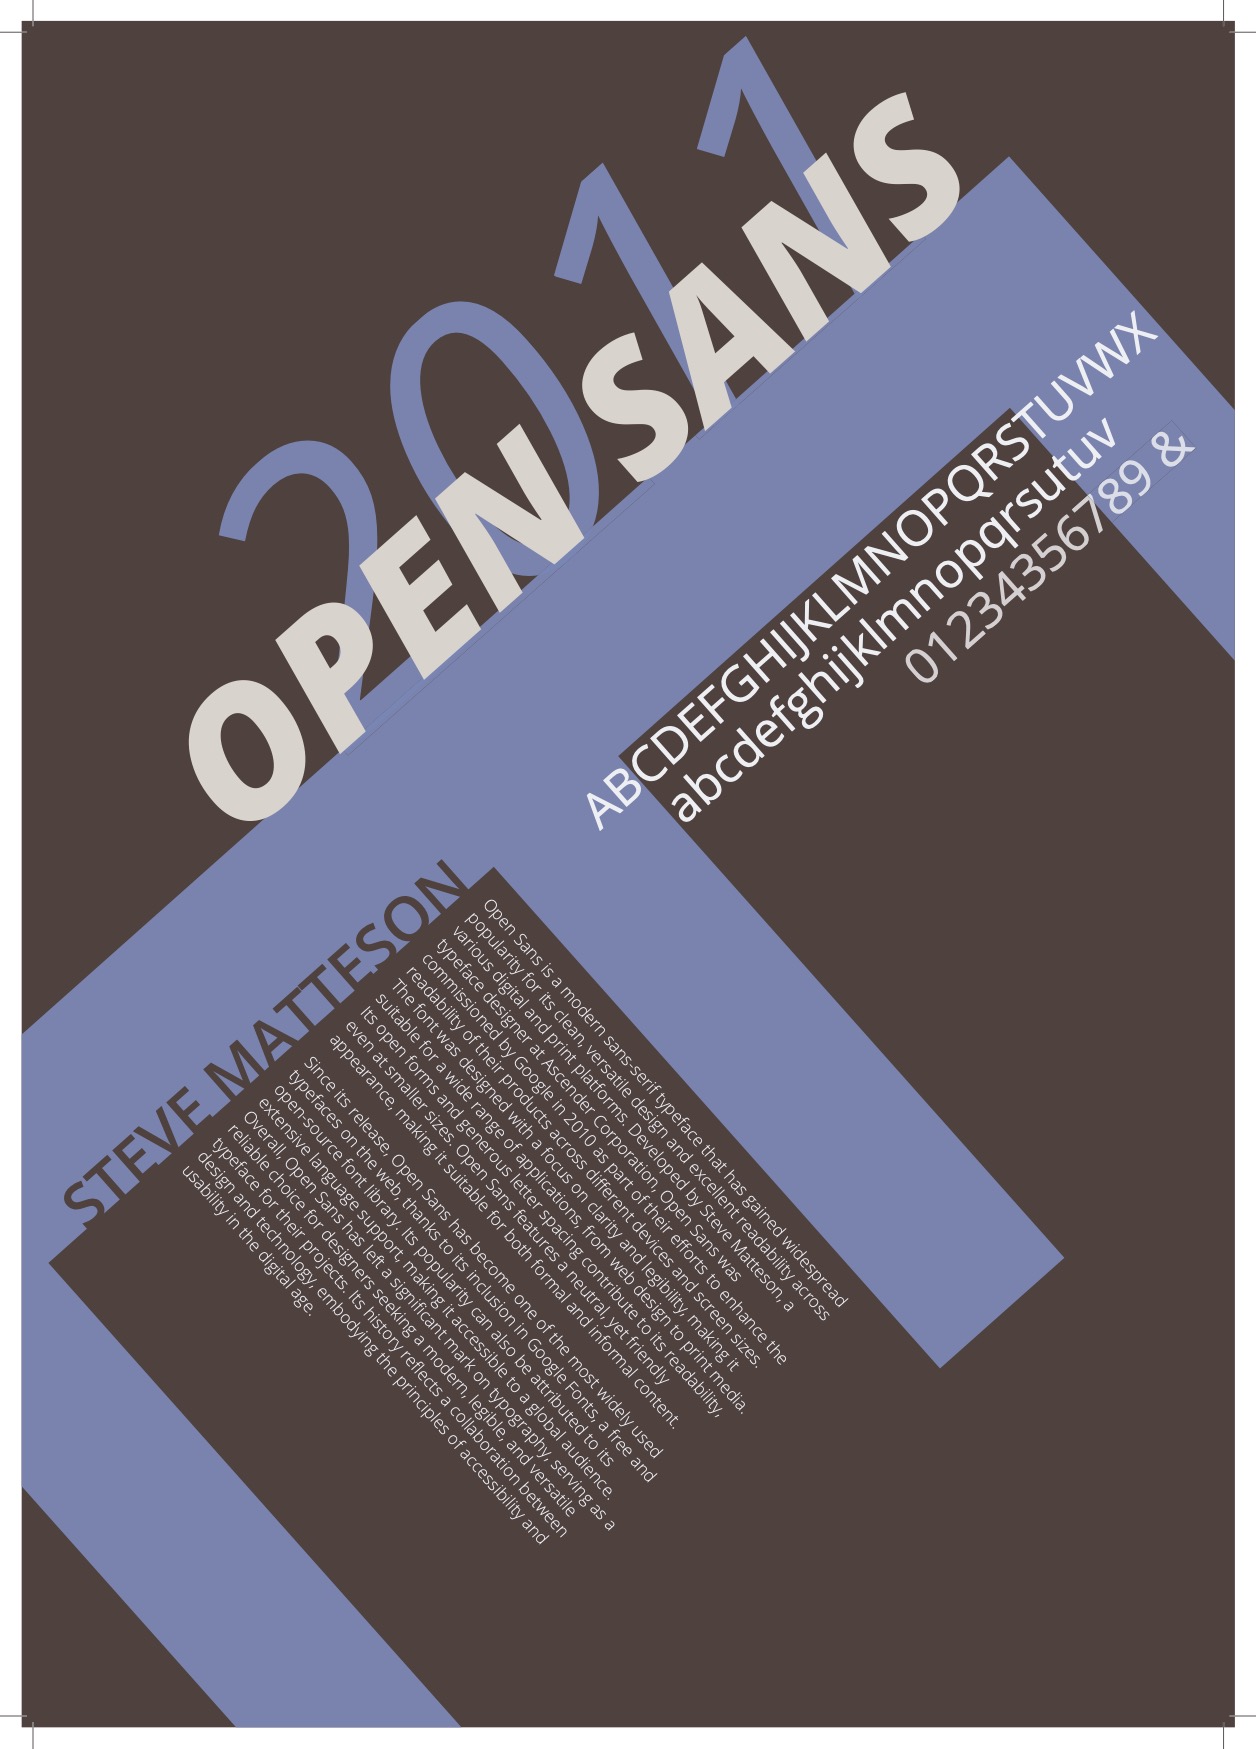 2011
OPEN SANS
ABCDEFGHIJKLMNOPQRSTUVWX
abcdefghijklmnopqrsutuv
01234356789 &
STEVE MATTESON
Open Sans is a modern sans-serif typeface that has gained widespread
popularity for its clean, versatile design and excellent readability across
various digital and print platforms. Developed by Steve Matteson, a
typeface designer at Ascender Corporation, Open Sans was
commissioned by Google in 2010 as part of their efforts to enhance the
readability of their products across different devices and screen sizes.
The font was designed with a focus on clarity and legibility, making it
suitable for a wide range of applications, from web design to print media.
Its open forms and generous letter spacing contribute to its readability,
even at smaller sizes. Open Sans features a neutral, yet friendly
appearance, making it suitable for both formal and informal content.
Since its release, Open Sans has become one of the most widely used
typefaces on the web, thanks to its inclusion in Google Fonts, a free and
open-source font library. Its popularity can also be attributed to its
extensive language support, making it accessible to a global audience.
Overall, Open Sans has left a significant mark on typography, serving as a
reliable choice for designers seeking a modern, legible, and versatile
typeface for their projects. Its history reflects a collaboration between
design and technology, embodying the principles of accessibility and
usability in the digital age.